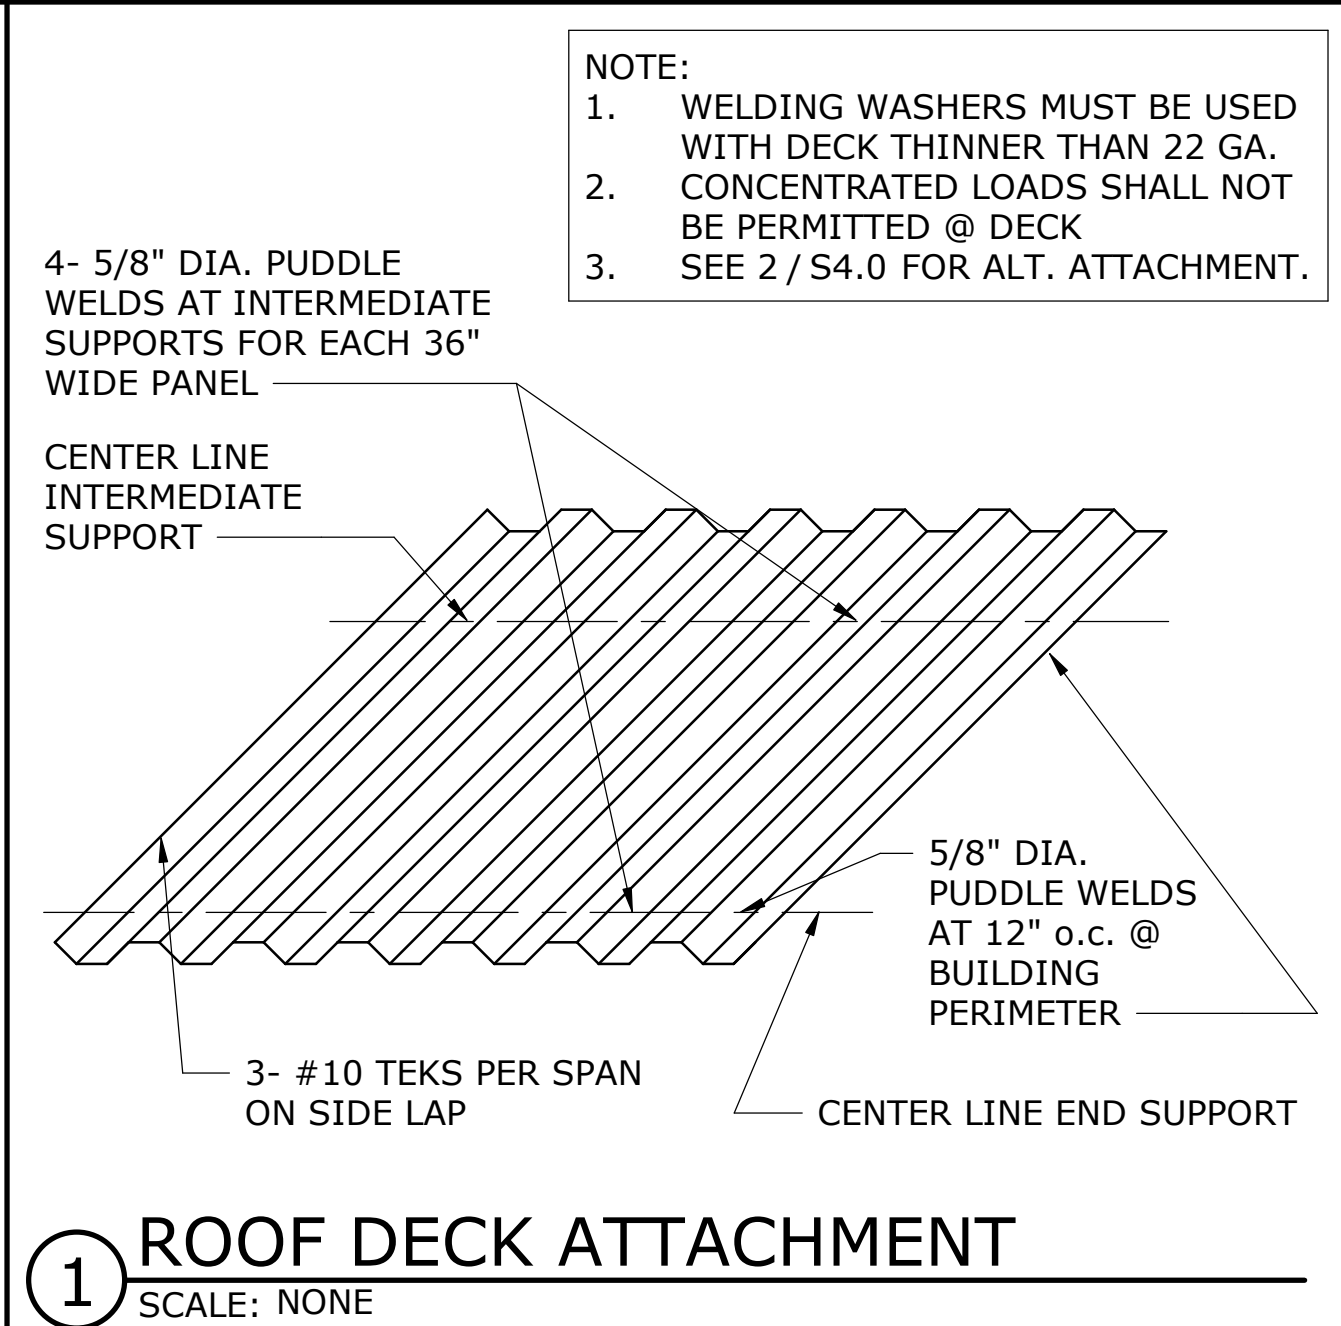 NOTE:
1. WELDING WASHERS MUST BE USED
WITH DECK THINNER THAN 22 GA.
2. CONCENTRATED LOADS SHALL NOT
BE PERMITTED @ DECK
3. SEE 2 / S4.0 FOR ALT. ATTACHMENT.
4- 5/8" DIA. PUDDLE
WELDS AT INTERMEDIATE
SUPPORTS FOR EACH 36"
WIDE PANEL
CENTER LINE
INTERMEDIATE
SUPPORT
5/8" DIA.
PUDDLE WELDS
AT 12" o.c. @
BUILDING
PERIMETER
3- #10 TEKS PER SPAN
ON SIDE LAP
CENTER LINE END SUPPORT
1 ROOF DECK ATTACHMENT
SCALE: NONE